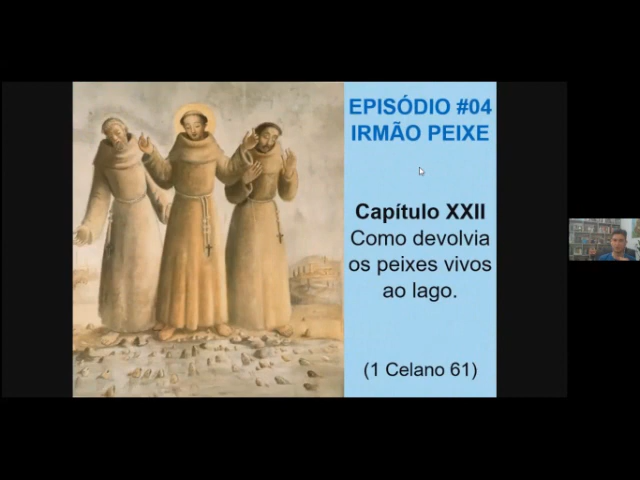 EPISÓDIO #04
IRMÃO PEIXE
Capítulo XXII
Como devolvia
os peixes vivos
ao lago.
(1 Celano 61)